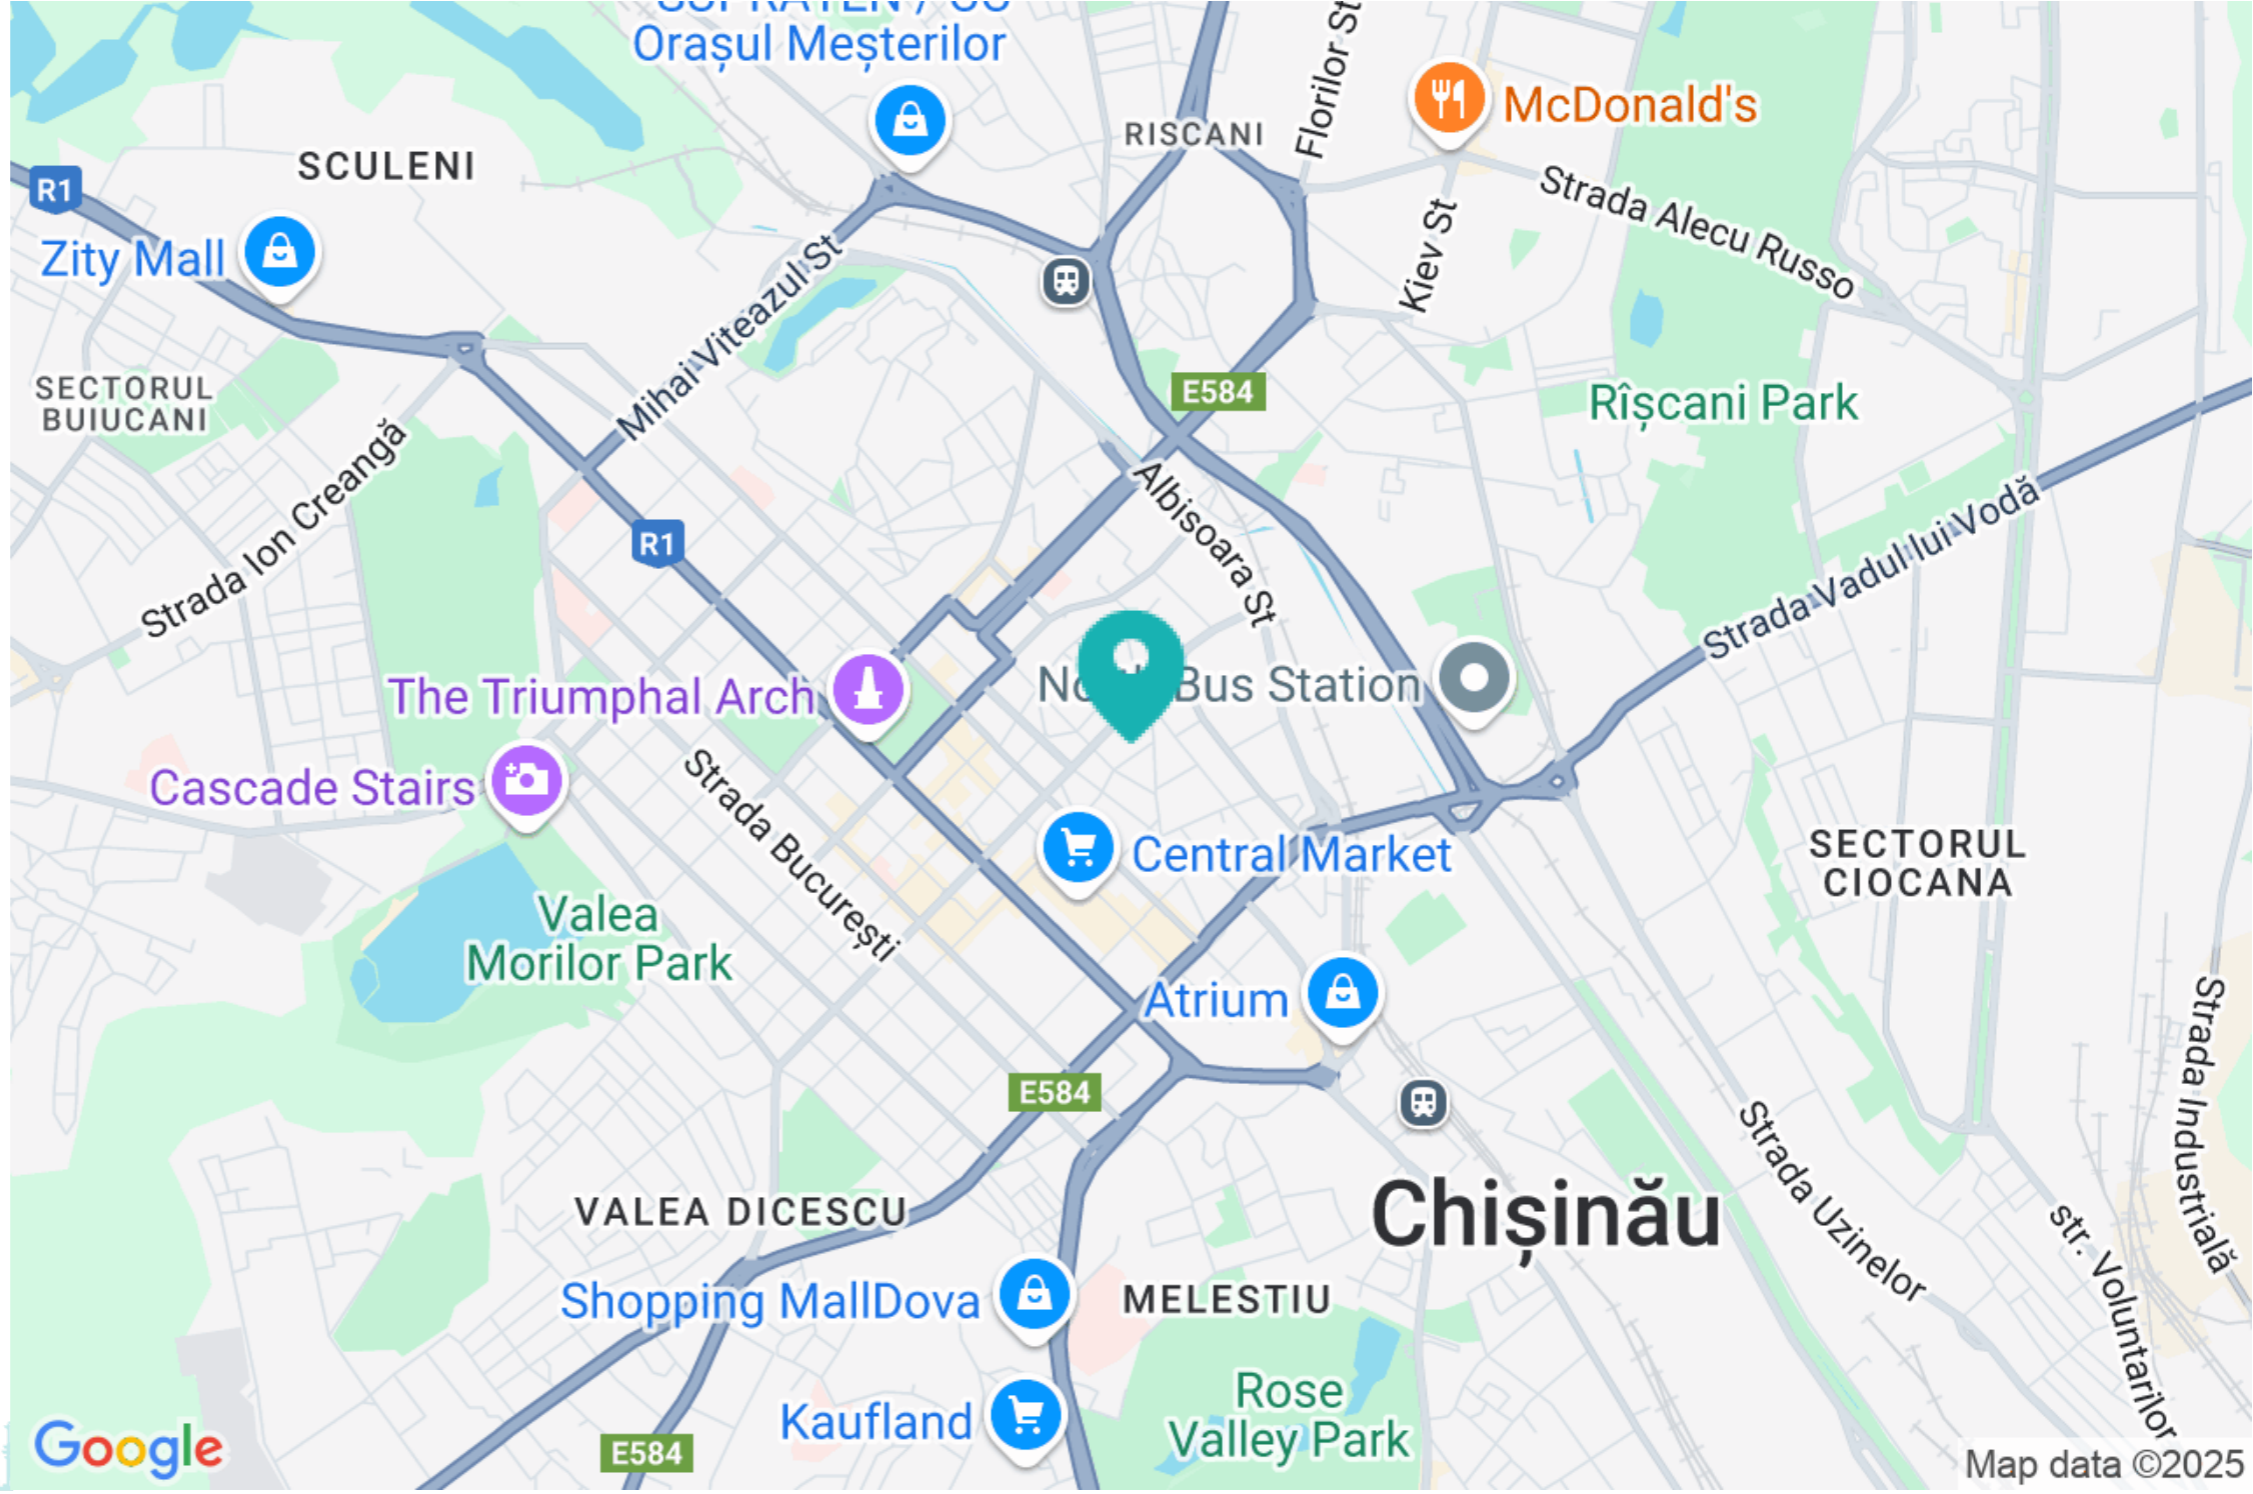 Orașul Meșterilor
RISCANI
Florilor St
McDonald's
SCULENI
R1
Zity Mall
Strada Alecu Russo
Kiev St
Mihai Viteazul St
SECTORUL
BUIUCANI
E584
Rîșcani Park
Strada Ion Creangă
Albisoara St
R1
Strada Vadul lui Vodă
The Triumphal Arch
Bus Station
Cascade Stairs
Strada București
Central Market
SECTORUL
CIOCANA
Valea
Morilor Park
Atrium
E584
Strada Industrială
Strada Uzinelor
VALEA DICESCU
Chișinău
str. Voluntarilor
Shopping MallDova
MELESTIU
Rose
Valley Park
Kaufland
E584
Google
Map data ©2025